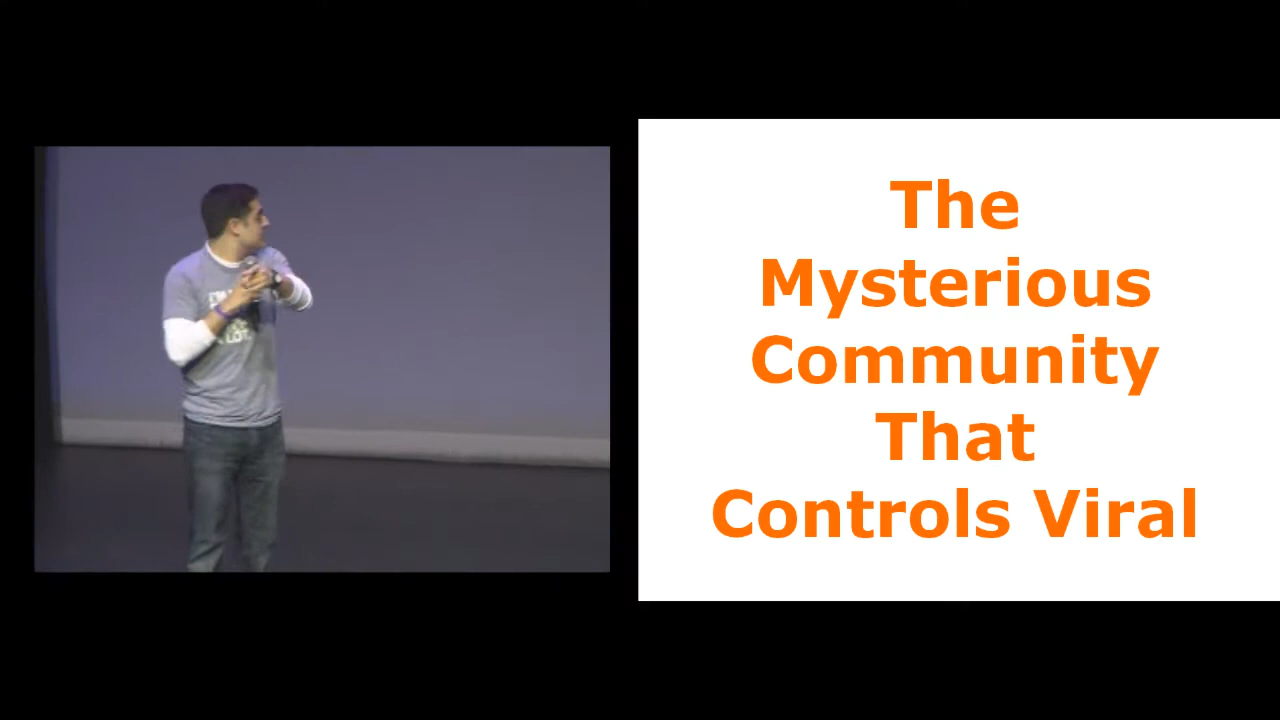 The
Mysterious
Community
That
Controls Viral